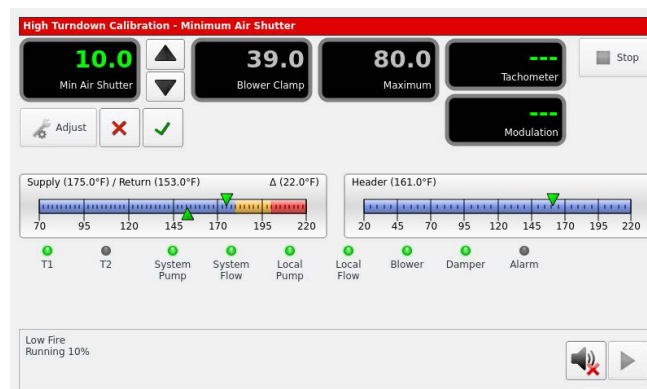 High Turndown Calibration - Minimum Air Shutter
10.0
Min Air Shutter
39.0
Blower Clamp
80.0
Maximum
---
Tachometer
Stop
Adjust
---
Modulation
Supply (175.0°F) / Return (153.0°F) Δ (22.0°F)
70 95 120 145 170 195 220
Header (161.0°F)
20 45 70 95 120 145 170 195 220
T1 T2 System Pump System Flow Local Pump Local Flow Blower Damper Alarm
Low Fire
Running 10%